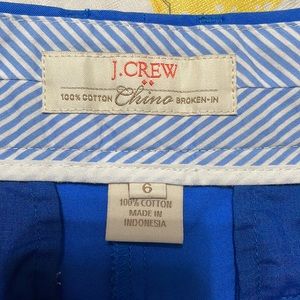 J.CREW
100% COTTON Chino BROKEN-IN
6
100% COTTON
MADE IN
INDONESIA